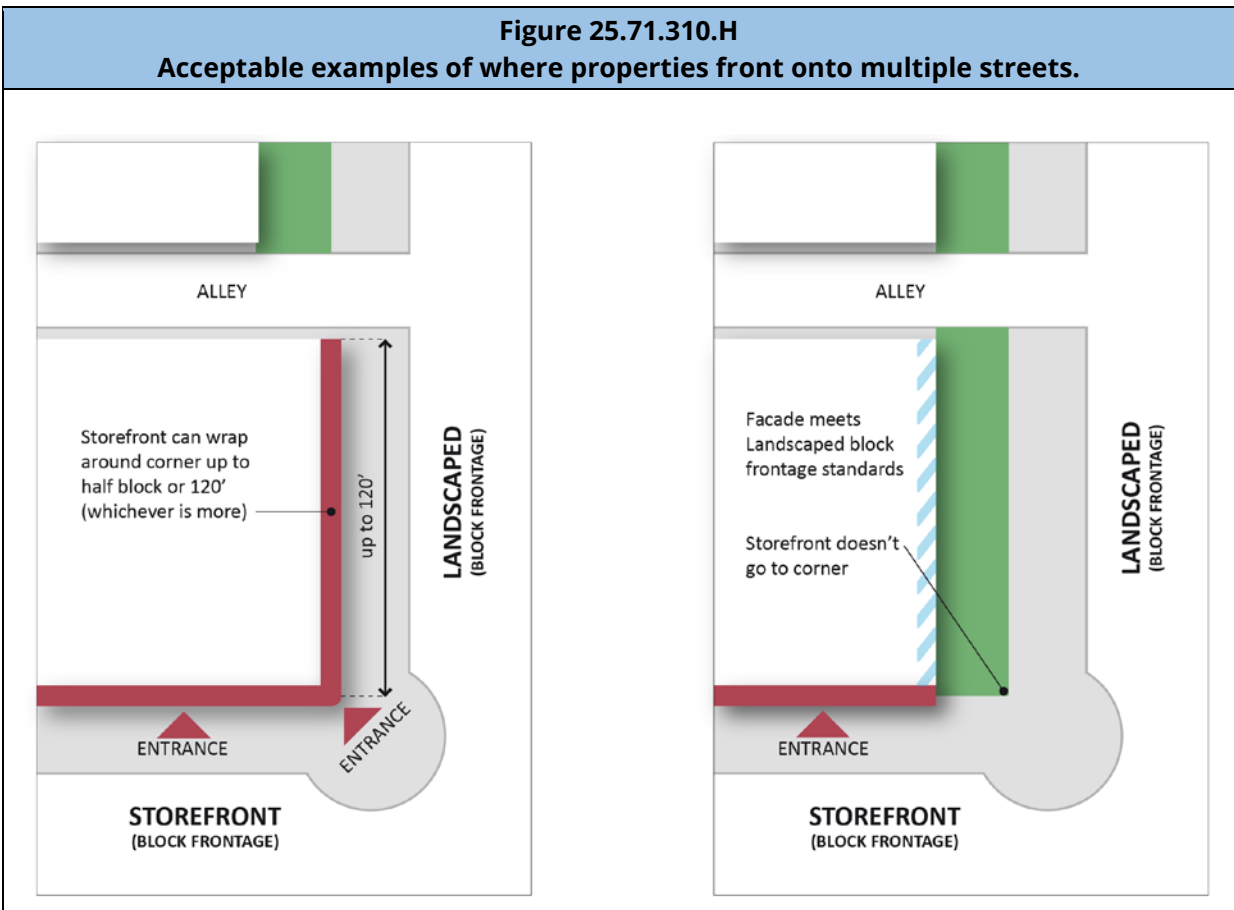 Figure 25.71.310.H
Acceptable examples of where properties front onto multiple streets.
ALLEY
Storefront can wrap
around corner up to
half block or 120’
(whichever is more)
up to 120’
LANDSCAPED
(BLOCK FRONTAGE)
ENTRANCE
ENTRANCE
STOREFRONT
(BLOCK FRONTAGE)
ALLEY
Facade meets
Landscaped block
frontage standards
Storefront doesn’t
go to corner
LANDSCAPED
(BLOCK FRONTAGE)
ENTRANCE
STOREFRONT
(BLOCK FRONTAGE)